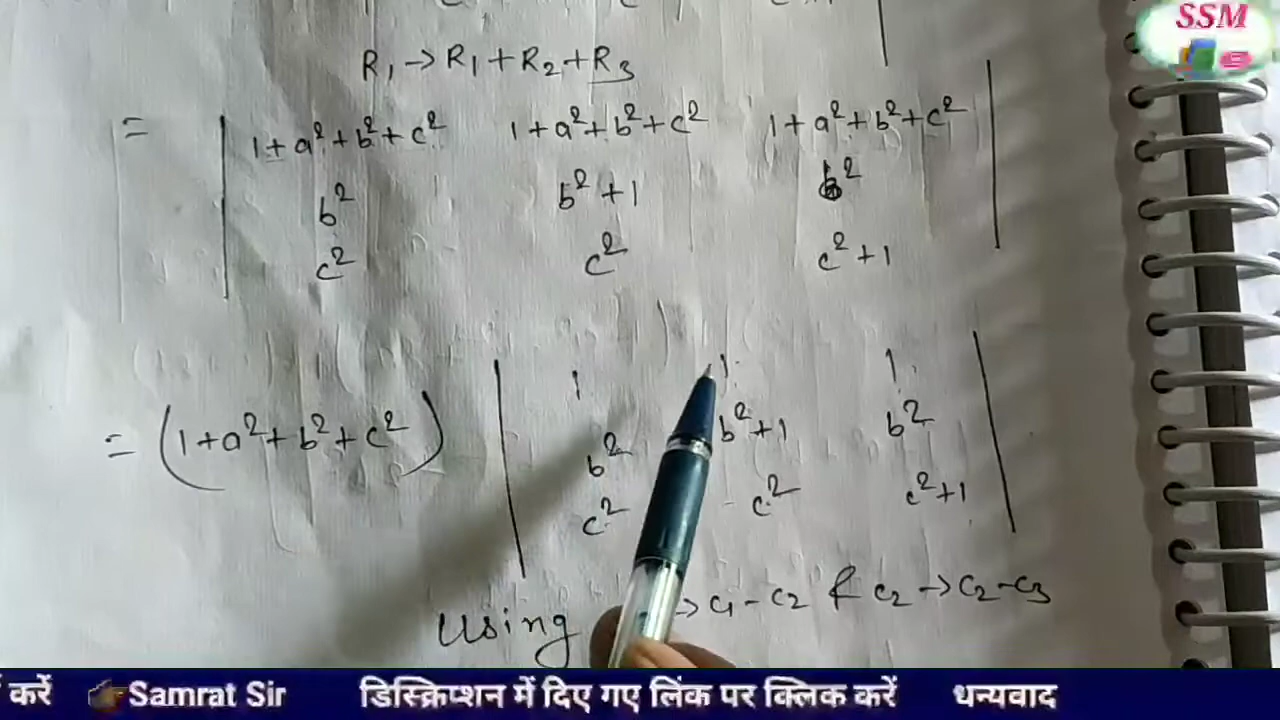 SSM
R₁ → R₁ + R₂ + R₃
= | 1+a²+b²+c² 1+a²+b²+c² 1+a²+b²+c² |
b² b²+1 b²
c² c² c²+1
= (1+a²+b²+c²) | 1 1 1 |
b² b²+1 b²
c² c² c²+1
Using → C₁-C₂ & C₂ → C₂-C₃
करें Samrat Sir डिस्क्रिप्शन में दिए गए लिंक पर क्लिक करें धन्यवाद